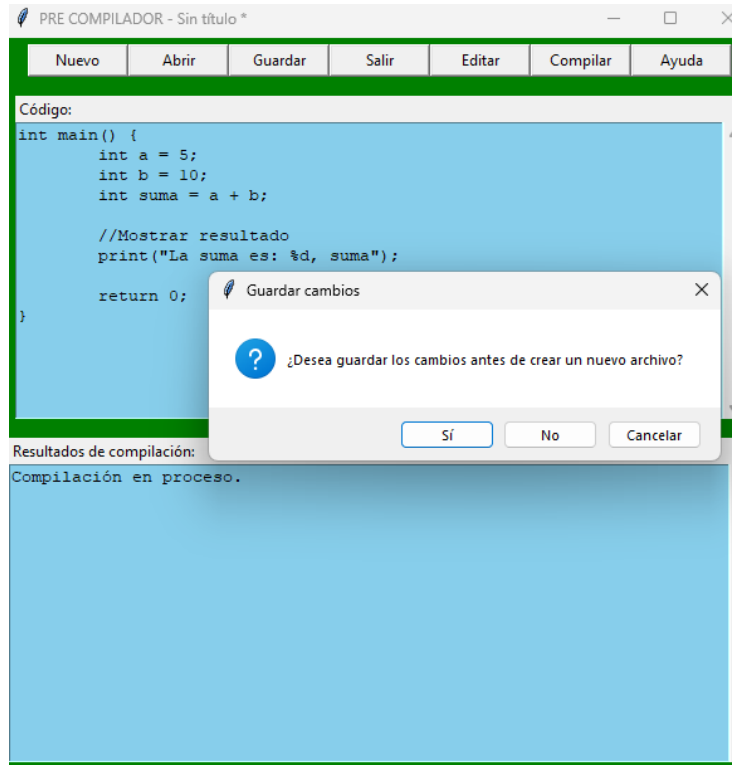 PRE COMPILADOR - Sin título *
Nuevo Abrir Guardar Salir Editar Compilar Ayuda
Código:
int main() {
        int a = 5;
        int b = 10;
        int suma = a + b;

        //Mostrar resultado
        print("La suma es: %d, suma");

        return 0;
}
Guardar cambios
¿Desea guardar los cambios antes de crear un nuevo archivo?
Sí No Cancelar
Resultados de compilación:
Compilación en proceso.